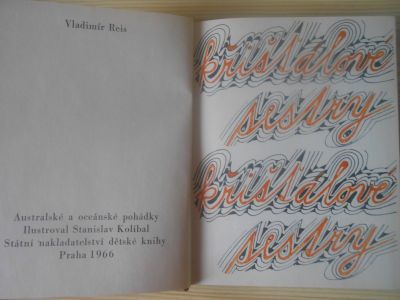 Vladimír Reis
Australské a oceánské pohádky
Ilustroval Stanislav Kolíbal
Státní nakladatelství dětské knihy
Praha 1966
křišťálové
sestry
křišťálové
sestry